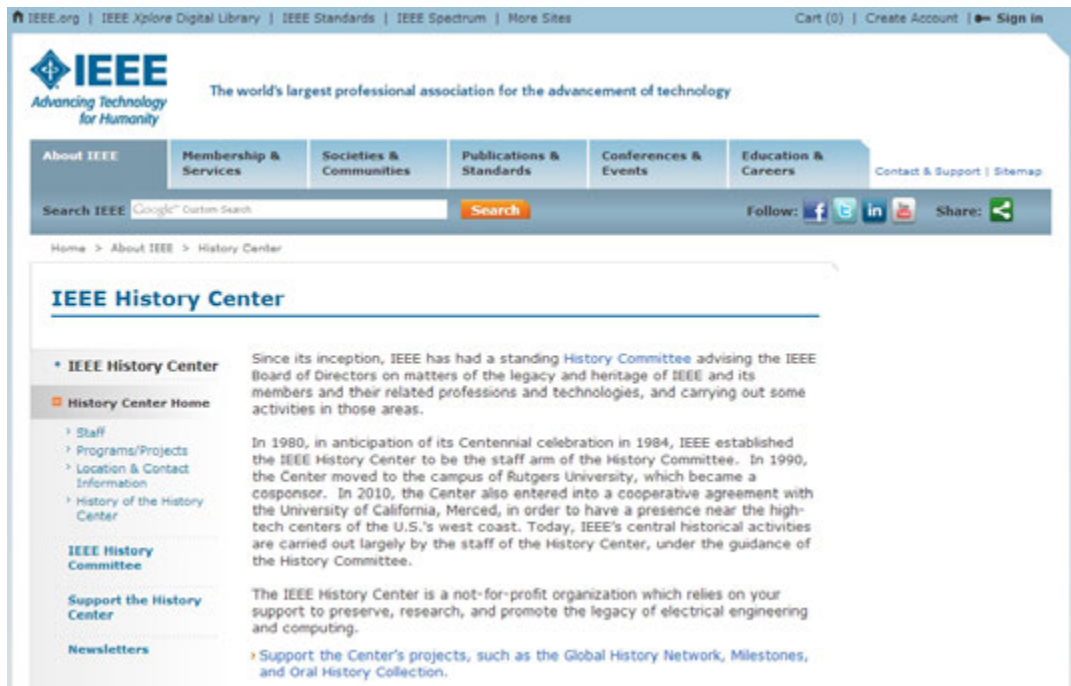 IEEE.org | IEEE Xplore Digital Library | IEEE Standards | IEEE Spectrum | More Sites
Cart (0) | Create Account | Sign in
IEEE
Advancing Technology
for Humanity
The world's largest professional association for the advancement of technology
About IEEE
Membership &
Services
Societies &
Communities
Publications &
Standards
Conferences &
Events
Education &
Careers
Contact & Support | Sitemap
Search IEEE
Google™ Custom Search
Search
Follow:
Share:
Home > About IEEE > History Center
IEEE History Center
IEEE History Center
History Center Home
Staff
Programs/Projects
Location & Contact
Information
History of the History
Center
IEEE History
Committee
Support the History
Center
Newsletters
Since its inception, IEEE has had a standing History Committee advising the IEEE
Board of Directors on matters of the legacy and heritage of IEEE and its
members and their related professions and technologies, and carrying out some
activities in those areas.
In 1980, in anticipation of its Centennial celebration in 1984, IEEE established
the IEEE History Center to be the staff arm of the History Committee. In 1990,
the Center moved to the campus of Rutgers University, which became a
cosponsor. In 2010, the Center also entered into a cooperative agreement with
the University of California, Merced, in order to have a presence near the high-
tech centers of the U.S.'s west coast. Today, IEEE's central historical activities
are carried out largely by the staff of the History Center, under the guidance of
the History Committee.
The IEEE History Center is a not-for-profit organization which relies on your
support to preserve, research, and promote the legacy of electrical engineering
and computing.
Support the Center's projects, such as the Global History Network, Milestones,
and Oral History Collection.